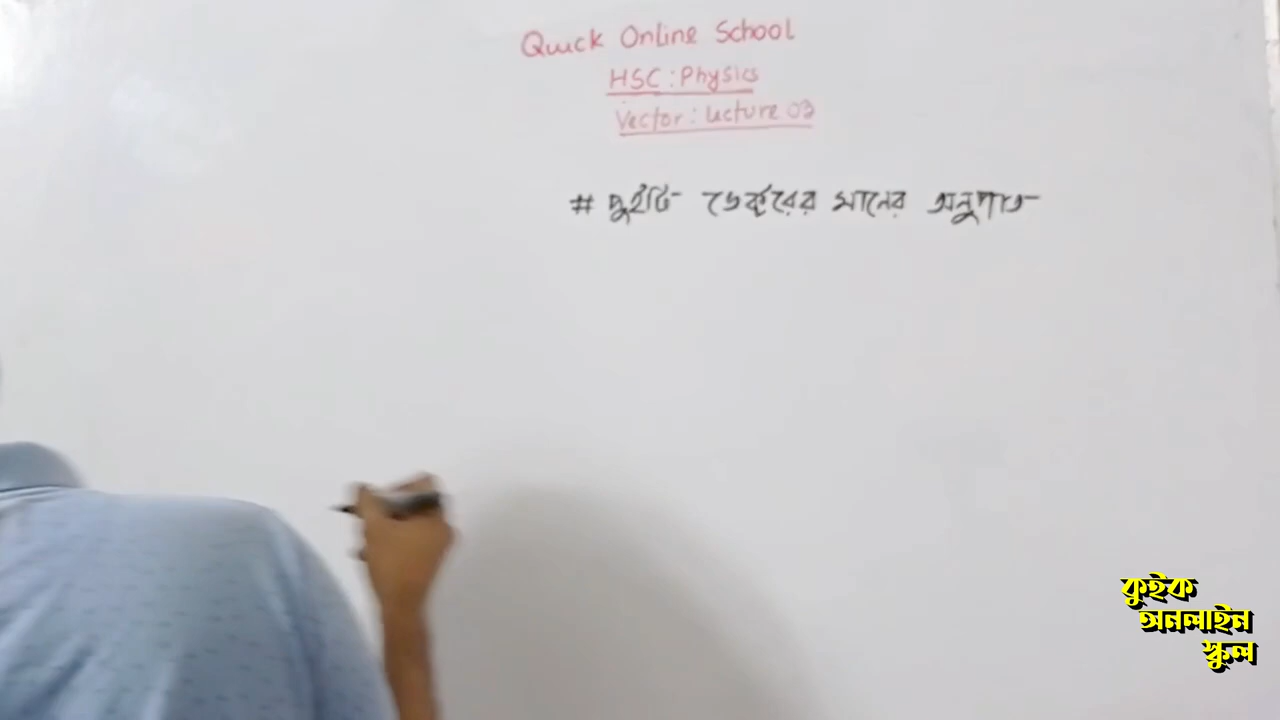 Quick Online School
HSC : Physics
Vector : Lecture 03
# দুইটি ভেক্টরের মানের অনুপাত
কুইক
অনলাইন
স্কুল